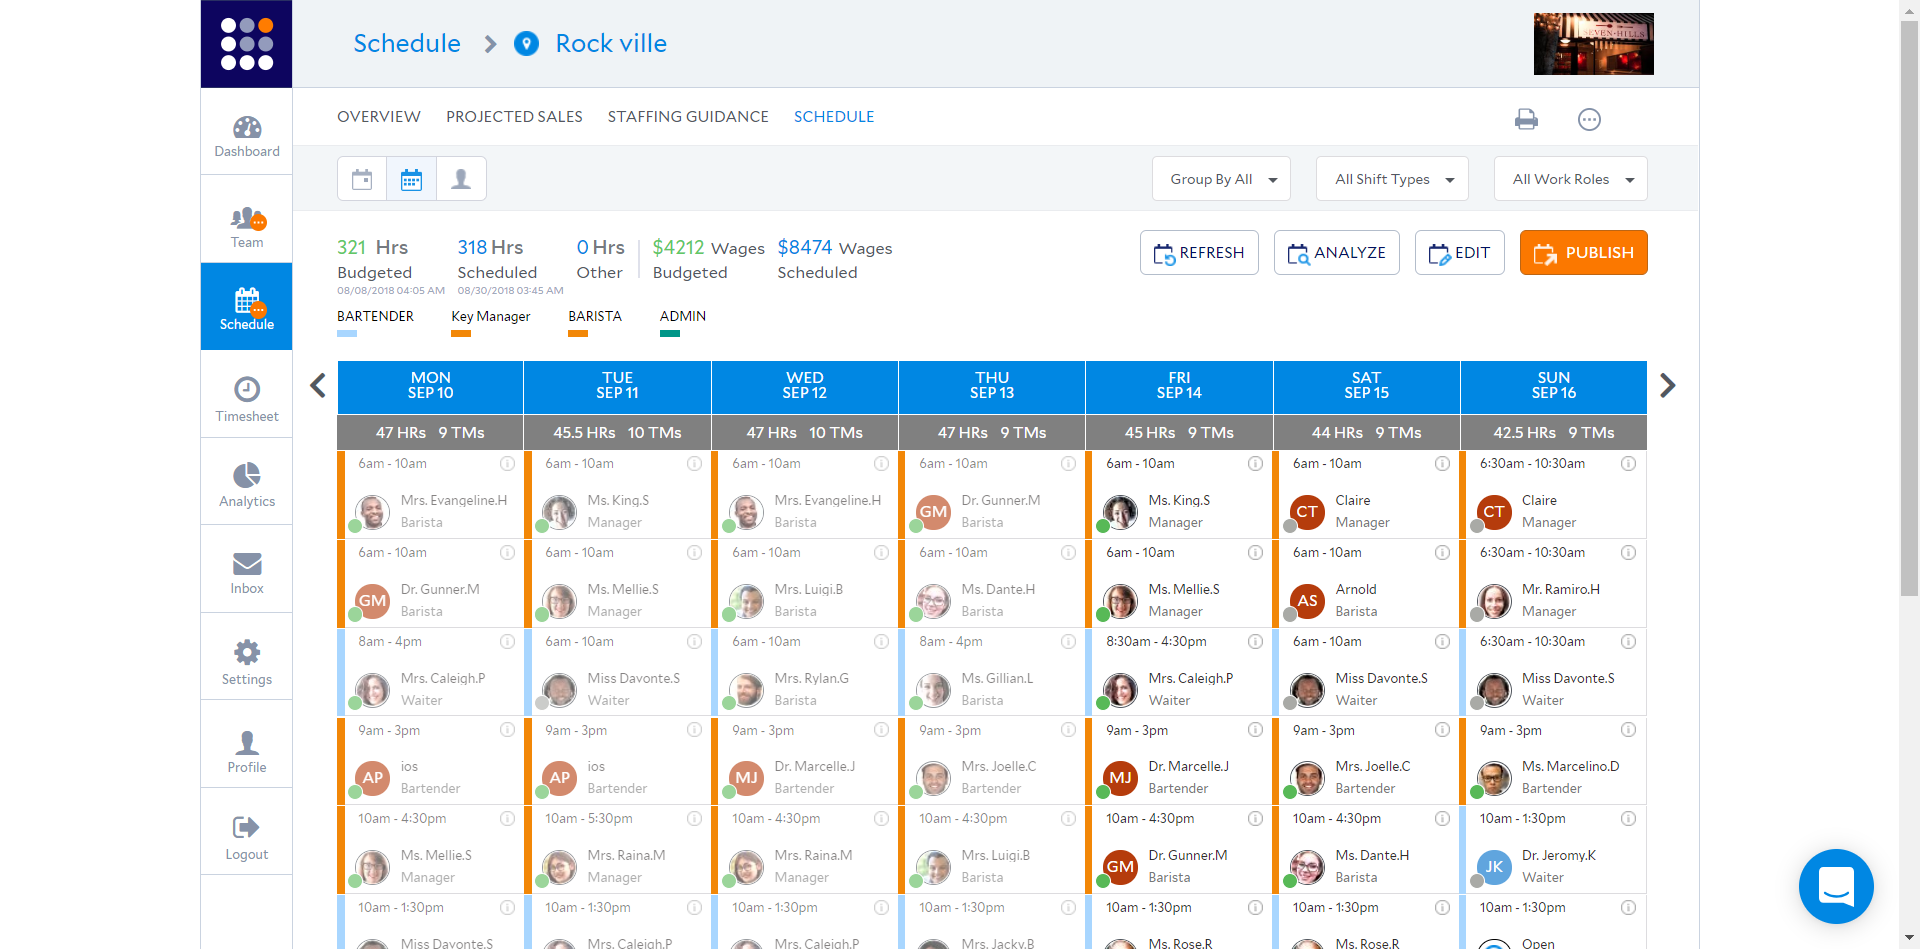 Schedule Rock ville
SEVEN·HILLS
OVERVIEW PROJECTED SALES STAFFING GUIDANCE SCHEDULE
Group By All All Shift Types All Work Roles
321 Hrs 318 Hrs 0 Hrs $4212 Wages $8474 Wages
Budgeted Scheduled Other Budgeted Scheduled
08/08/2018 04:05 AM 08/30/2018 03:45 AM
REFRESH ANALYZE EDIT PUBLISH
BARTENDER Key Manager BARISTA ADMIN
Dashboard
Team
Schedule
Timesheet
Analytics
Inbox
Settings
Profile
Logout
MON TUE WED THU FRI SAT SUN
SEP 10 SEP 11 SEP 12 SEP 13 SEP 14 SEP 15 SEP 16
47 HRs 9 TMs 45.5 HRs 10 TMs 47 HRs 10 TMs 47 HRs 9 TMs 45 HRs 9 TMs 44 HRs 9 TMs 42.5 HRs 9 TMs
6am - 10am 6am - 10am 6am - 10am 6am - 10am 6am - 10am 6am - 10am 6:30am - 10:30am
Mrs. Evangeline.H Ms. King.S Mrs. Evangeline.H GM Dr. Gunner.M Ms. King.S CT Claire CT Claire
Barista Manager Barista Barista Manager Manager Manager
6am - 10am 6am - 10am 6am - 10am 6am - 10am 6am - 10am 6am - 10am 6:30am - 10:30am
GM Dr. Gunner.M Ms. Mellie.S Mrs. Luigi.B Ms. Dante.H Ms. Mellie.S AS Arnold Mr. Ramiro.H
Barista Manager Barista Barista Manager Barista Manager
8am - 4pm 6am - 10am 6am - 10am 8am - 4pm 8:30am - 4:30pm 6am - 10am 6:30am - 10:30am
Mrs. Caleigh.P Miss Davonte.S Mrs. Rylan.G Ms. Gillian.L Mrs. Caleigh.P Miss Davonte.S Miss Davonte.S
Waiter Waiter Barista Barista Waiter Waiter Waiter
9am - 3pm 9am - 3pm 9am - 3pm 9am - 3pm 9am - 3pm 9am - 3pm 9am - 3pm
AP ios AP ios MJ Dr. Marcelle.J Mrs. Joelle.C MJ Dr. Marcelle.J Mrs. Joelle.C Ms. Marcelino.D
Bartender Bartender Bartender Bartender Bartender Bartender Bartender
10am - 4:30pm 10am - 5:30pm 10am - 4:30pm 10am - 4:30pm 10am - 4:30pm 10am - 4:30pm 10am - 1:30pm
Ms. Mellie.S Mrs. Raina.M Mrs. Raina.M Mrs. Luigi.B GM Dr. Gunner.M Ms. Dante.H JK Dr. Jeromy.K
Manager Manager Manager Barista Barista Barista Waiter
10am - 1:30pm 10am - 1:30pm 10am - 1:30pm 10am - 1:30pm 10am - 1:30pm 10am - 1:30pm 10am - 1:30pm
Miss Davonte.S Mrs. Caleigh.P Mrs. Caleigh.P Mrs. Jacky.B Ms. Rose.R Ms. Rose.R Open